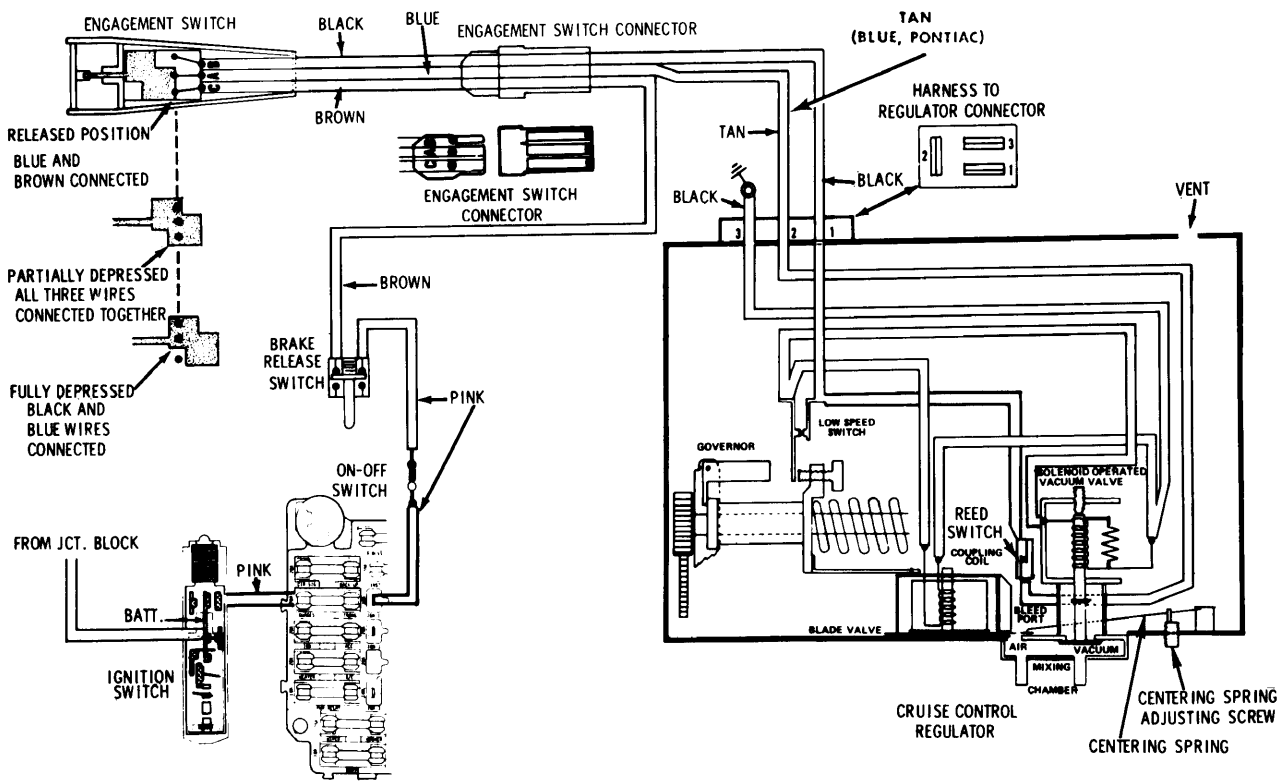 ENGAGEMENT SWITCH
BLACK
BLUE
ENGAGEMENT SWITCH CONNECTOR
TAN
(BLUE, PONTIAC)
C A B
BROWN
HARNESS TO
REGULATOR CONNECTOR
2
3
1
RELEASED POSITION
BLUE AND
BROWN CONNECTED
TAN
C A B
ENGAGEMENT SWITCH
CONNECTOR
BLACK
BLACK
VENT
3 2 1
PARTIALLY DEPRESSED
ALL THREE WIRES
CONNECTED TOGETHER
BROWN
BRAKE
RELEASE
SWITCH
FULLY DEPRESSED
BLACK AND
BLUE WIRES
CONNECTED
PINK
LOW SPEED
SWITCH
GOVERNOR
SOLENOID OPERATED
VACUUM VALVE
ON-OFF
SWITCH
REED
SWITCH
COUPLING
COIL
FROM JCT. BLOCK
PINK
BATT.
BLEED
PORT
BLADE VALVE
AIR
VACUUM
MIXING
CHAMBER
IGNITION
SWITCH
CRUISE CONTROL
REGULATOR
CENTERING SPRING
ADJUSTING SCREW
CENTERING SPRING